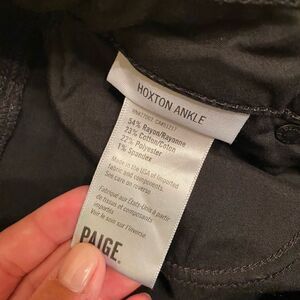 HOXTON ANKLE
54% Rayon/Rayonne
23% Cotton/Coton
22% Polyester
1% Spandex
Made in the USA of imported
fabric and components.
See care on reverse.
Fabriqué aux États-Unis à partir
de tissus et composants
importés
Voir le soin sur l'inverse.
PAIGE